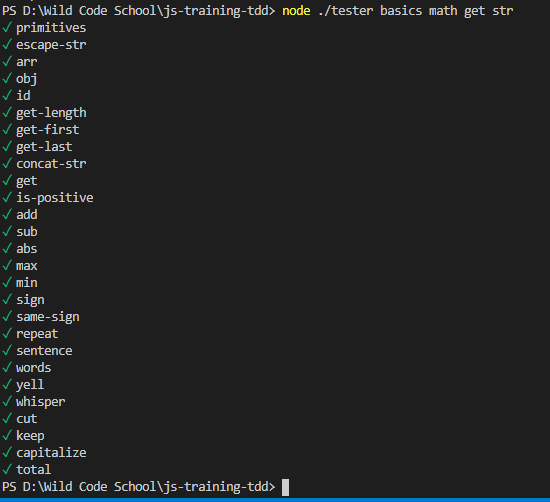 PS D:\Wild Code School\js-training-tdd> node ./tester basics math get str
✓ primitives
✓ escape-str
✓ arr
✓ obj
✓ id
✓ get-length
✓ get-first
✓ get-last
✓ concat-str
✓ get
✓ is-positive
✓ add
✓ sub
✓ abs
✓ max
✓ min
✓ sign
✓ same-sign
✓ repeat
✓ sentence
✓ words
✓ yell
✓ whisper
✓ cut
✓ keep
✓ capitalize
✓ total
PS D:\Wild Code School\js-training-tdd>